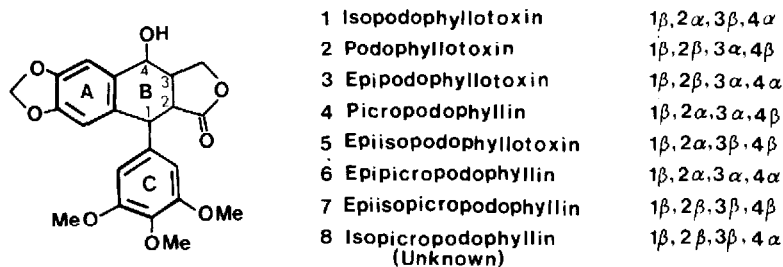 OH
4
3
O
A
B
O
2
O
1
O
C
MeO
OMe
OMe
1 Isopodophyllotoxin 1β, 2α, 3β, 4α
2 Podophyllotoxin 1β, 2β, 3α, 4β
3 Epipodophyllotoxin 1β, 2β, 3α, 4α
4 Picropodophyllin 1β, 2α, 3α, 4β
5 Epiisopodophyllotoxin 1β, 2α, 3β, 4β
6 Epipicropodophyllin 1β, 2α, 3α, 4α
7 Epiisopicropodophyllin 1β, 2β, 3β, 4β
8 Isopicropodophyllin 1β, 2β, 3β, 4α
(Unknown)